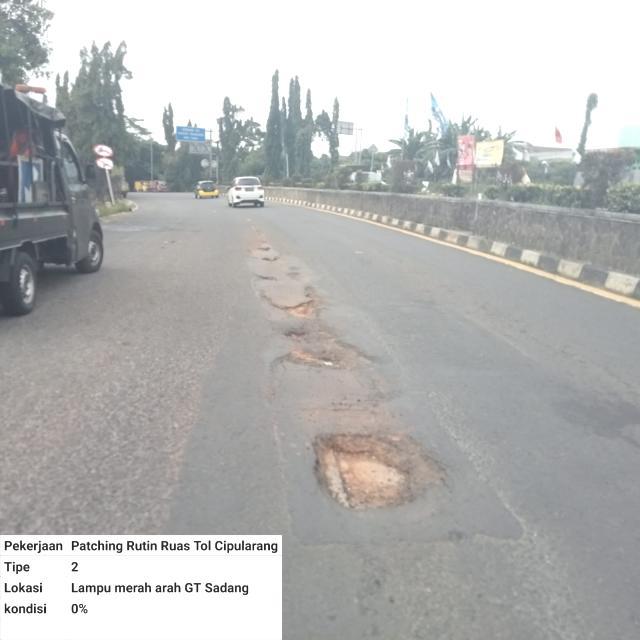 Pekerjaan Patching Rutin Ruas Tol Cipularang
Tipe 2
Lokasi Lampu merah arah GT Sadang
kondisi 0%